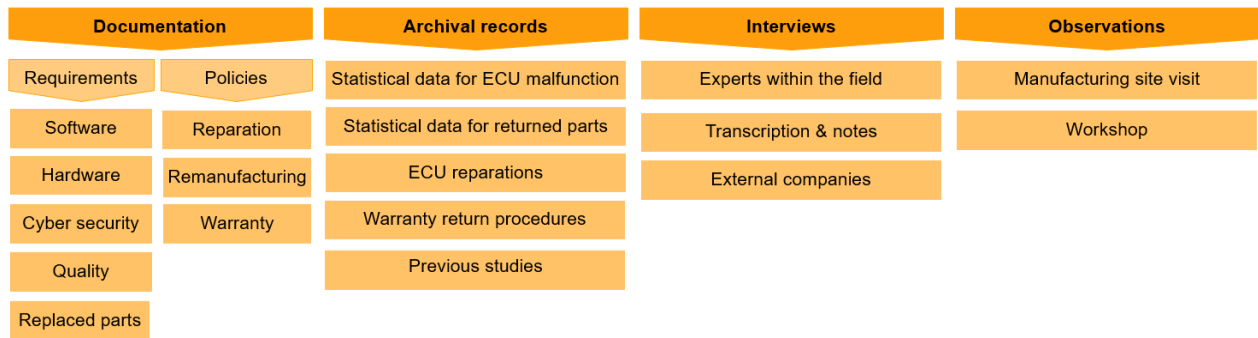 Documentation
Requirements
Software
Hardware
Cyber security
Quality
Replaced parts
Policies
Reparation
Remanufacturing
Warranty
Archival records
Statistical data for ECU malfunction
Statistical data for returned parts
ECU reparations
Warranty return procedures
Previous studies
Interviews
Experts within the field
Transcription & notes
External companies
Observations
Manufacturing site visit
Workshop